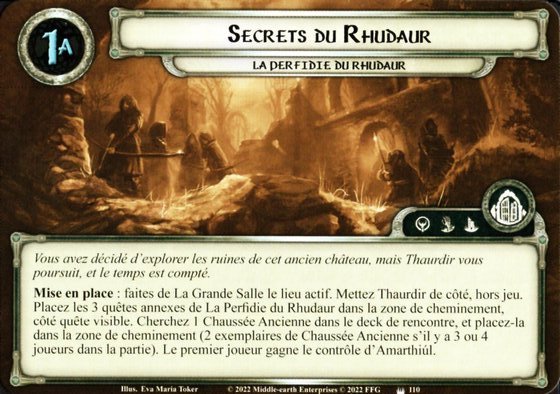 1A
Secrets du Rhudaur
La Perfidie du Rhudaur
Vous avez décidé d'explorer les ruines de cet ancien château, mais Thaurdir vous
poursuit, et le temps est compté.
Mise en place : faites de La Grande Salle le lieu actif. Mettez Thaurdir de côté, hors jeu.
Placez les 3 quêtes annexes de La Perfidie du Rhudaur dans la zone de cheminement,
côté quête visible. Cherchez 1 Chaussée Ancienne dans le deck de rencontre, et placez-la
dans la zone de cheminement (2 exemplaires de Chaussée Ancienne s'il y a 3 ou 4
joueurs dans la partie). Le premier joueur gagne le contrôle d'Amarthiúl.
Illus. Eva Maria Toker © 2022 Middle-earth Enterprises © 2022 FFG 110